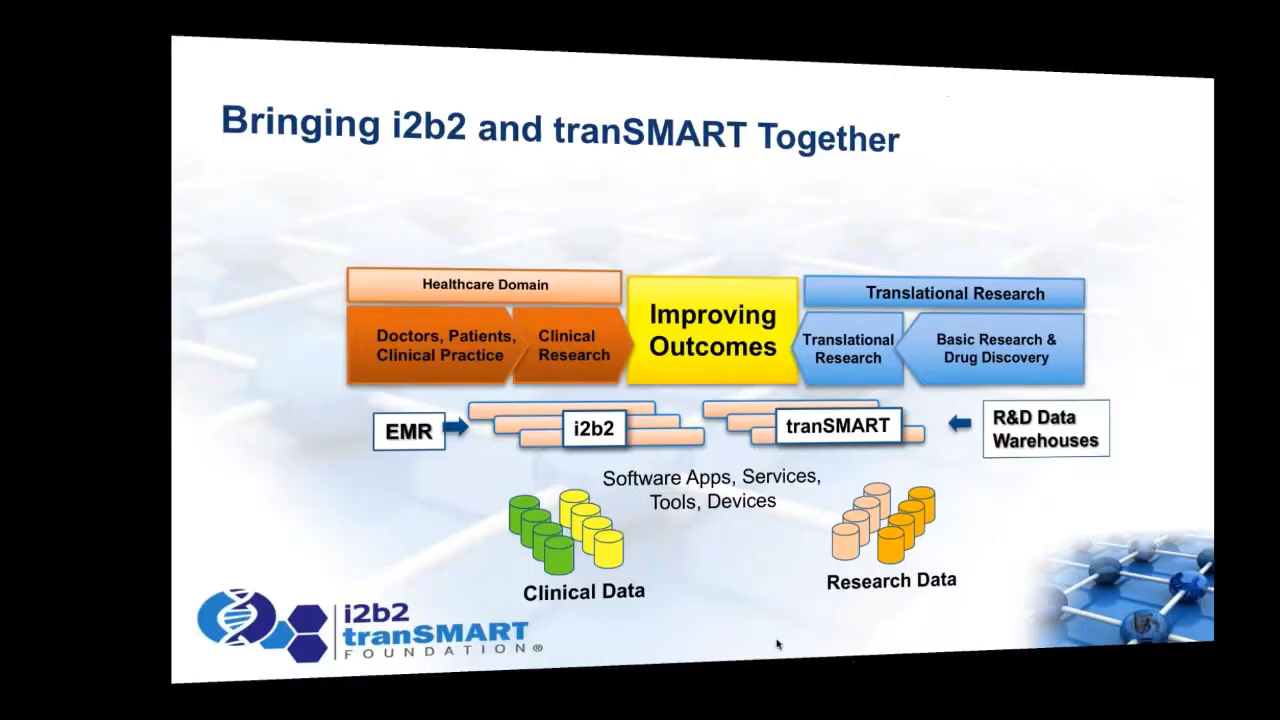 Bringing i2b2 and tranSMART Together
Healthcare Domain
Improving
Outcomes
Translational Research
Doctors, Patients,
Clinical Practice
Clinical
Research
Translational
Research
Basic Research &
Drug Discovery
EMR
i2b2
tranSMART
R&D Data
Warehouses
Software Apps, Services,
Tools, Devices
Clinical Data
Research Data
i2b2
tranSMART
FOUNDATION®